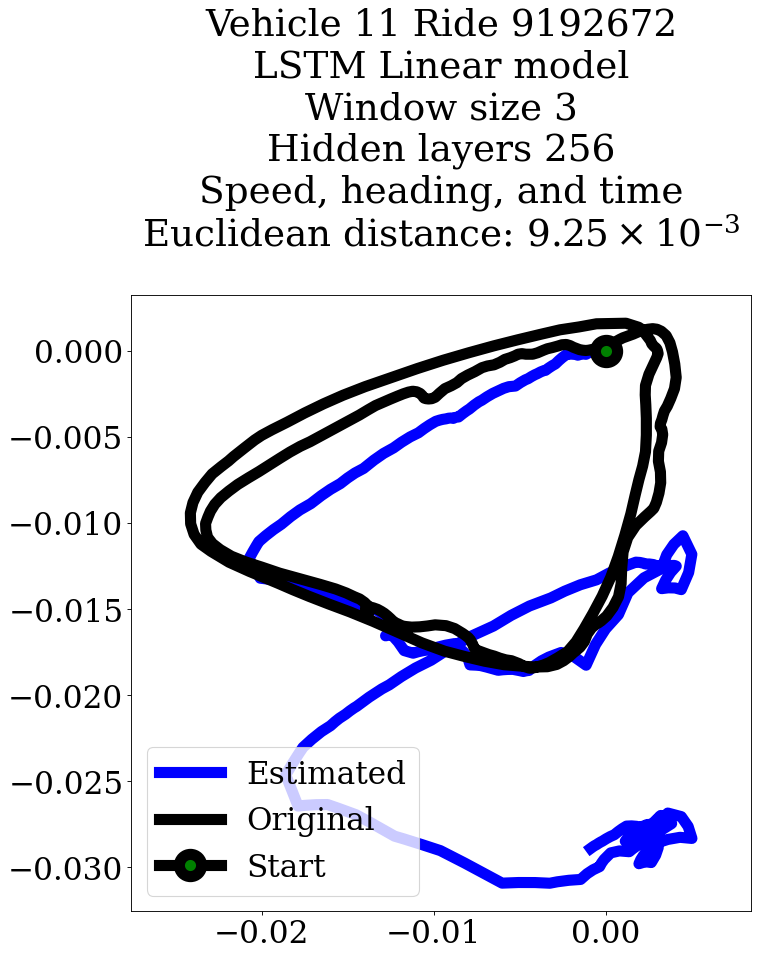 Vehicle 11 Ride 9192672
LSTM Linear model
Window size 3
Hidden layers 256
Speed, heading, and time
Euclidean distance: 9.25 × 10⁻³
0.000
−0.005
−0.010
−0.015
−0.020
−0.025
−0.030
Estimated
Original
Start
−0.02 −0.01 0.00